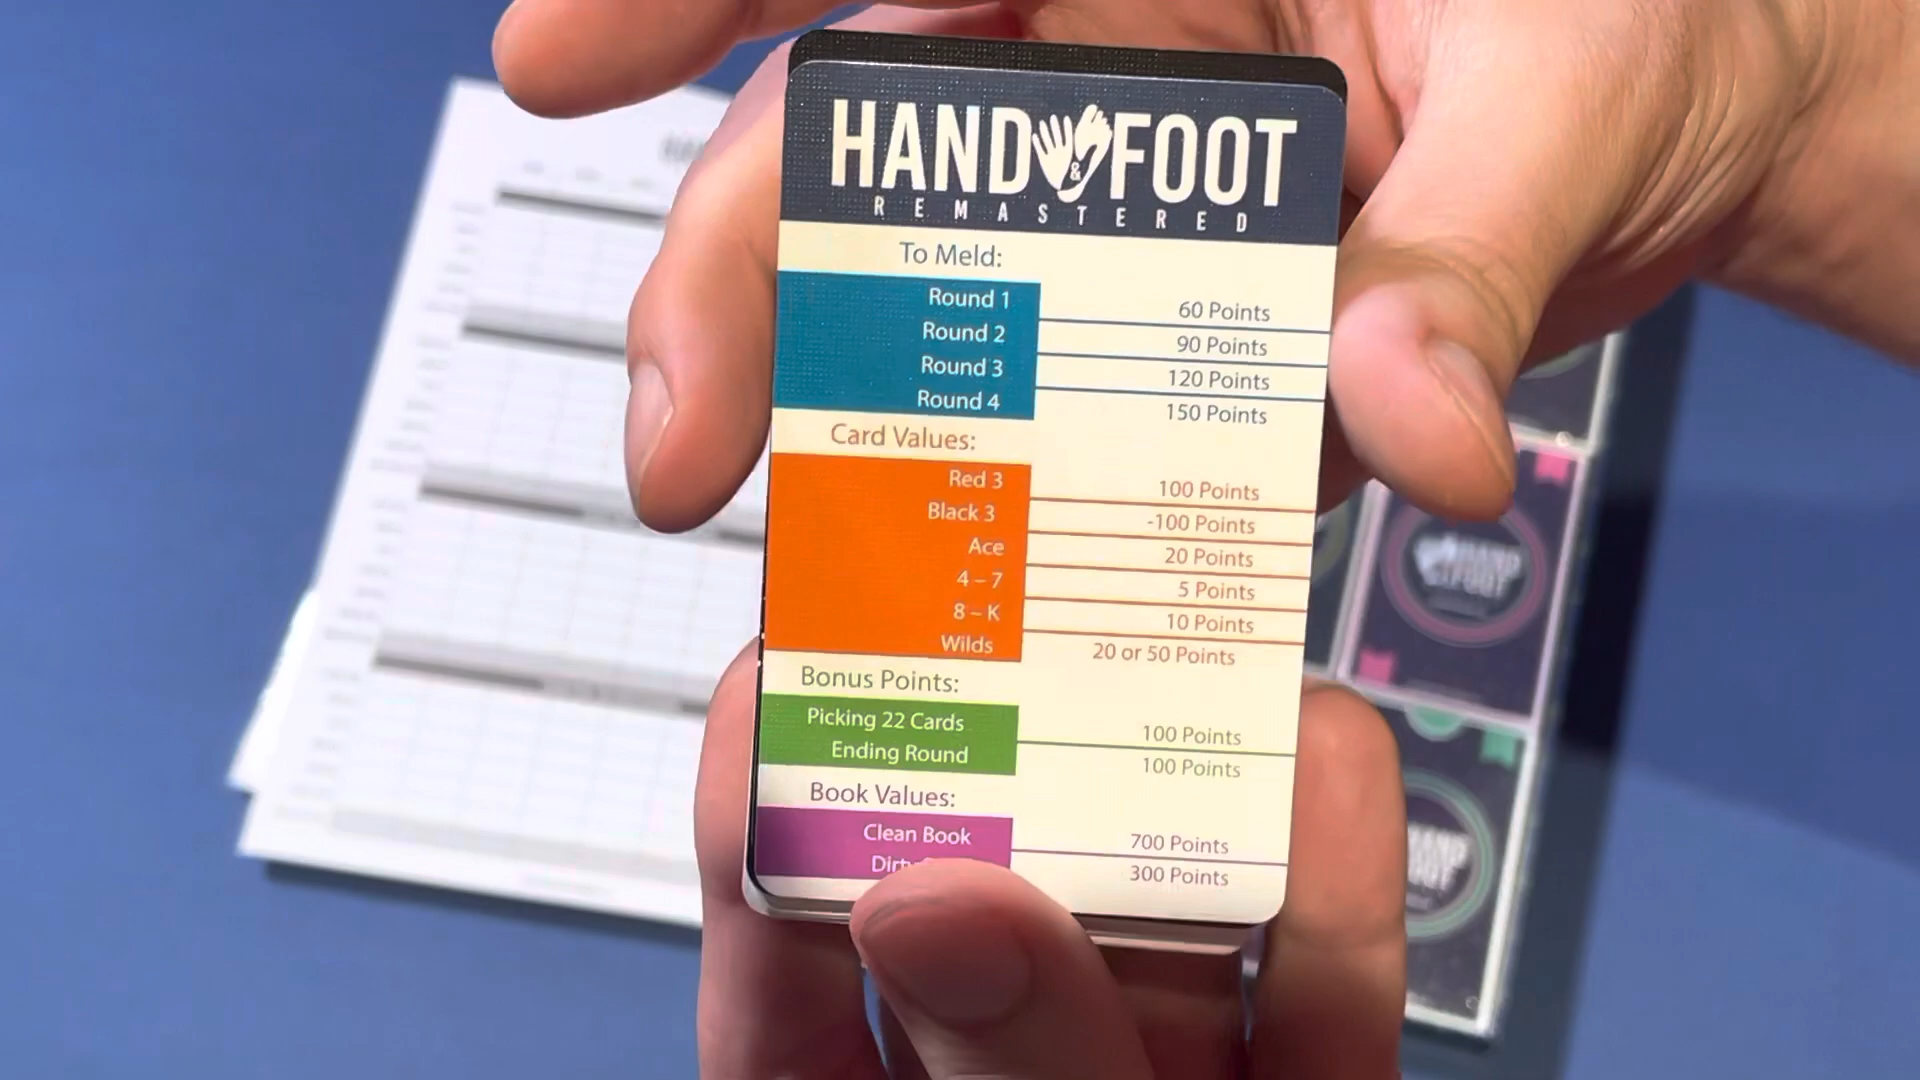 HAND & FOOT
REMASTERED
To Meld:
Round 1 60 Points
Round 2 90 Points
Round 3 120 Points
Round 4 150 Points
Card Values:
Red 3 100 Points
Black 3 -100 Points
Ace 20 Points
4 – 7 5 Points
8 – K 10 Points
Wilds 20 or 50 Points
Bonus Points:
Picking 22 Cards 100 Points
Ending Round 100 Points
Book Values:
Clean Book 700 Points
300 Points
HAND
FOOT